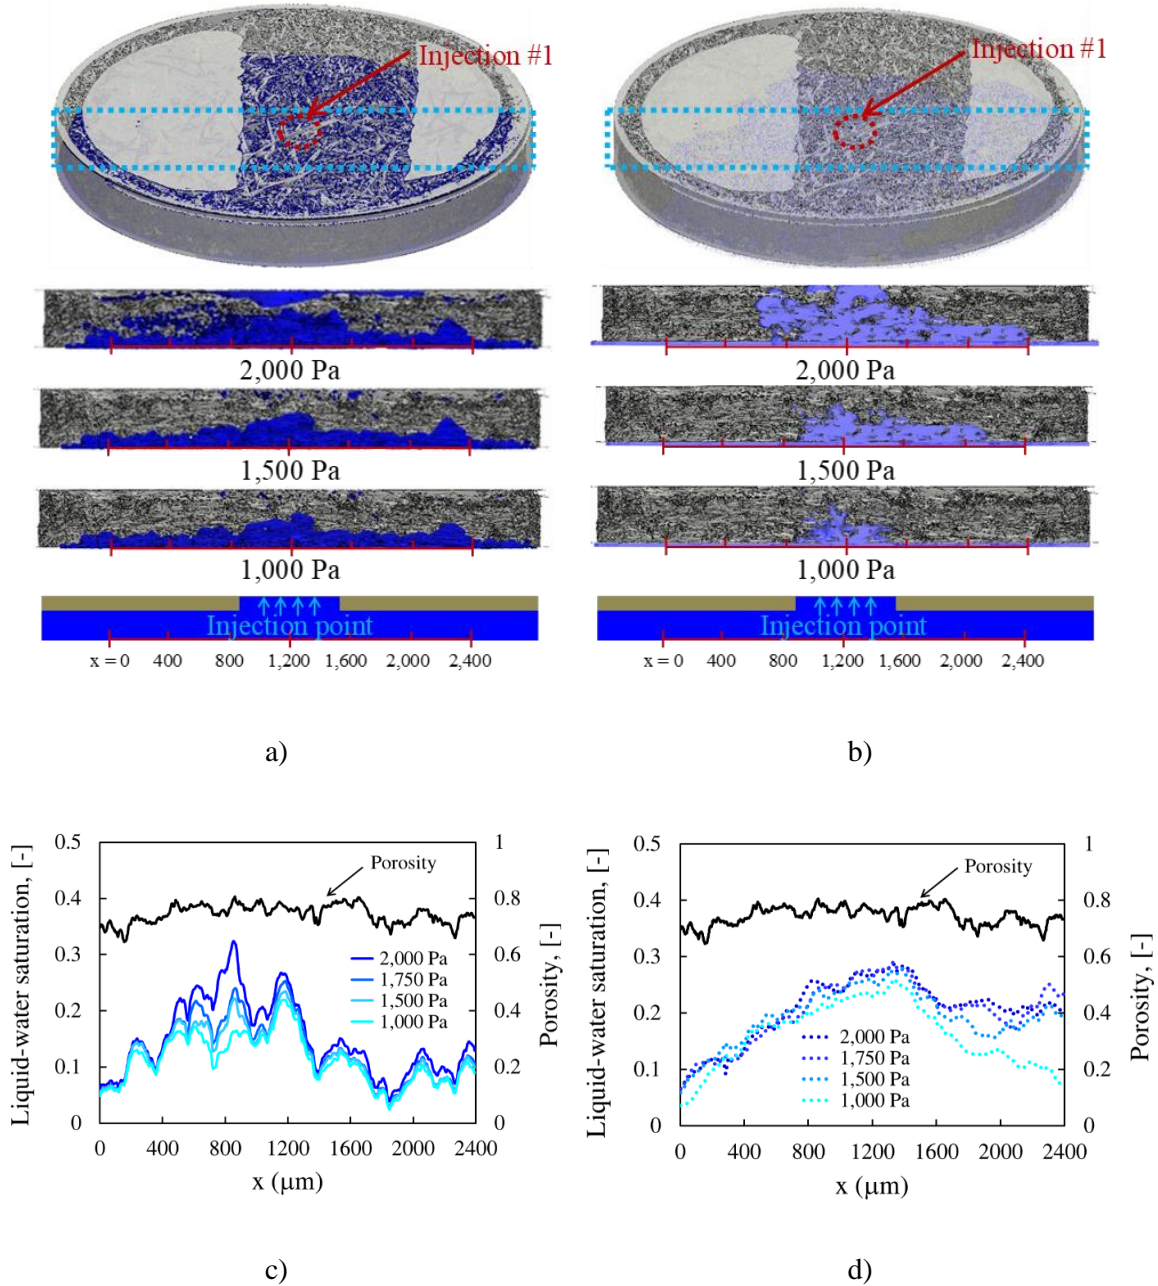 Injection #1
Injection #1
2,000 Pa
2,000 Pa
1,500 Pa
1,500 Pa
1,000 Pa
1,000 Pa
Injection point
Injection point
x = 0 400 800 1,200 1,600 2,000 2,400
x = 0 400 800 1,200 1,600 2,000 2,400
a)
b)
Liquid-water saturation, [-]
0.5
0.4
0.3
0.2
0.1
0
Porosity
2,000 Pa
1,750 Pa
1,500 Pa
1,000 Pa
1
0.8
0.6
0.4
0.2
0
Porosity, [-]
0 400 800 1200 1600 2000 2400
x (μm)
c)
Liquid-water saturation, [-]
0.5
0.4
0.3
0.2
0.1
0
Porosity
2,000 Pa
1,750 Pa
1,500 Pa
1,000 Pa
1
0.8
0.6
0.4
0.2
0
Porosity, [-]
0 400 800 1200 1600 2000 2400
x (μm)
d)